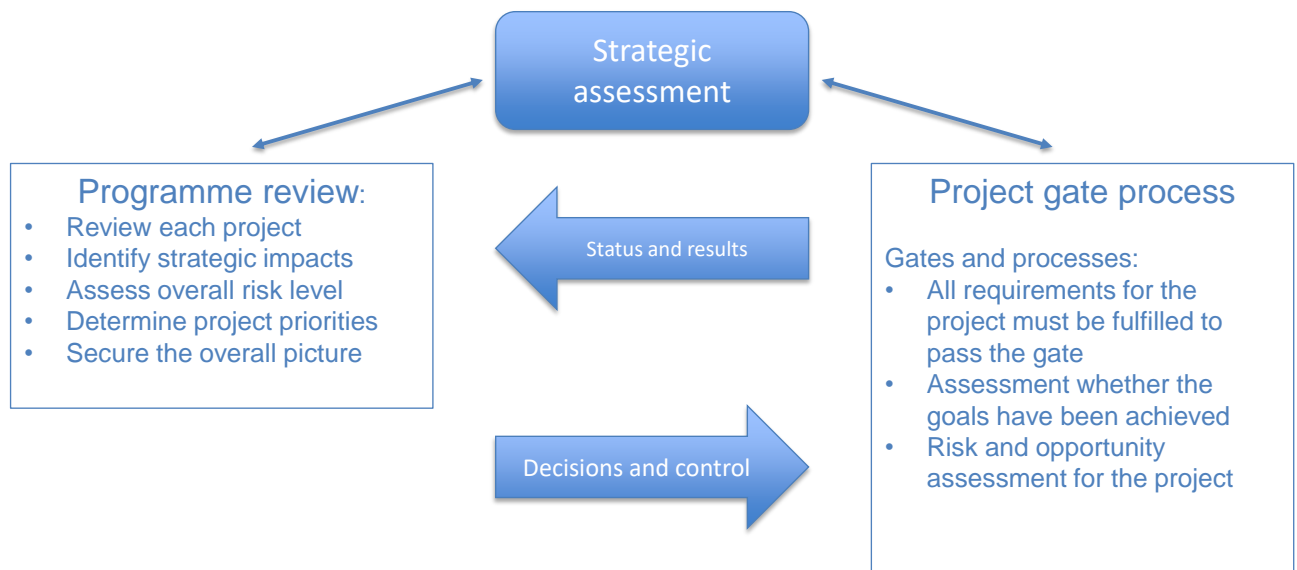 Strategic
assessment
Programme review:
• Review each project
• Identify strategic impacts
• Assess overall risk level
• Determine project priorities
• Secure the overall picture
Status and results
Decisions and control
Project gate process
Gates and processes:
• All requirements for the
project must be fulfilled to
pass the gate
• Assessment whether the
goals have been achieved
• Risk and opportunity
assessment for the project